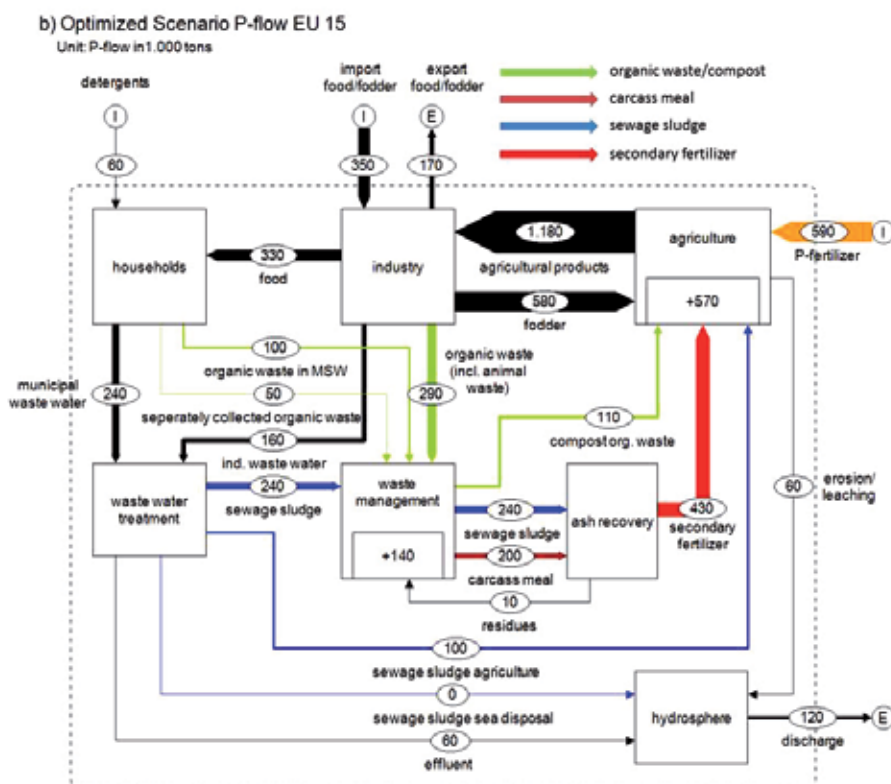 b) Optimized Scenario P-flow EU 15
Unit: P-flow in1.000 tons
organic waste/compost
carcass meal
sewage sludge
secondary fertilizer
detergents
import
food/fodder
export
food/fodder
I
I
E
60
350
170
households
330
food
industry
1.180
agricultural products
580
fodder
agriculture
+570
590
P-fertilizer
I
100
organic waste in MSW
50
seperately collected organic waste
160
ind. waste water
organic waste
(incl. animal
waste)
290
municipal
waste water
240
110
compost org. waste
waste water
treatment
240
sewage sludge
waste
management
+140
240
sewage sludge
200
carcass meal
10
residues
ash recovery
430
secondary
fertilizer
60
erosion/
leaching
100
sewage sludge agriculture
0
sewage sludge sea disposal
60
effluent
hydrosphere
120
discharge
E